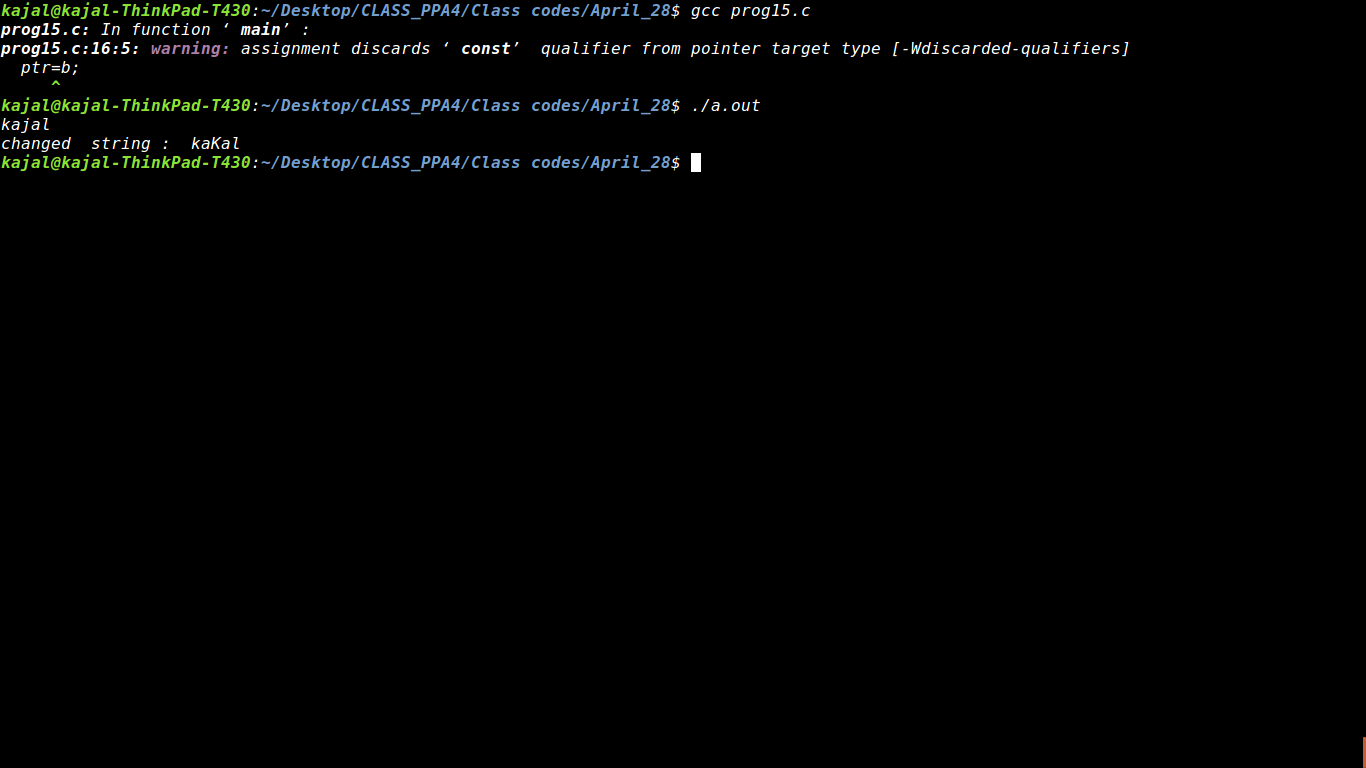 kajal@kajal-ThinkPad-T430:~/Desktop/CLASS_PPA4/Class codes/April_28$ gcc prog15.c
prog15.c: In function ‘ main’ :
prog15.c:16:5: warning: assignment discards ‘ const’  qualifier from pointer target type [-Wdiscarded-qualifiers]
  ptr=b;
     ^
kajal@kajal-ThinkPad-T430:~/Desktop/CLASS_PPA4/Class codes/April_28$ ./a.out
kajal
changed  string :  kaKal
kajal@kajal-ThinkPad-T430:~/Desktop/CLASS_PPA4/Class codes/April_28$